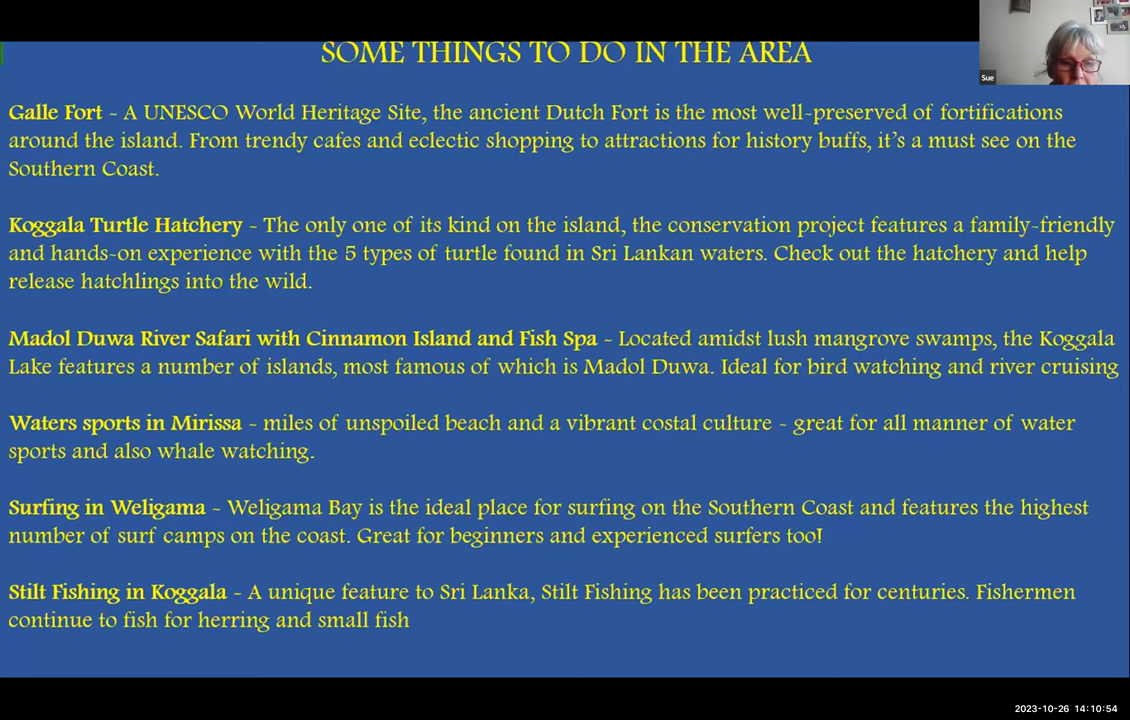 SOME THINGS TO DO IN THE AREA
Sue
Galle Fort - A UNESCO World Heritage Site, the ancient Dutch Fort is the most well-preserved of fortifications
around the island. From trendy cafes and eclectic shopping to attractions for history buffs, it's a must see on the
Southern Coast.
Koggala Turtle Hatchery - The only one of its kind on the island, the conservation project features a family-friendly
and hands-on experience with the 5 types of turtle found in Sri Lankan waters. Check out the hatchery and help
release hatchlings into the wild.
Madol Duwa River Safari with Cinnamon Island and Fish Spa - Located amidst lush mangrove swamps, the Koggala
Lake features a number of islands, most famous of which is Madol Duwa. Ideal for bird watching and river cruising
Waters sports in Mirissa - miles of unspoiled beach and a vibrant costal culture - great for all manner of water
sports and also whale watching.
Surfing in Weligama - Weligama Bay is the ideal place for surfing on the Southern Coast and features the highest
number of surf camps on the coast. Great for beginners and experienced surfers too!
Stilt Fishing in Koggala - A unique feature to Sri Lanka, Stilt Fishing has been practiced for centuries. Fishermen
continue to fish for herring and small fish
2023-10-26 14:10:54